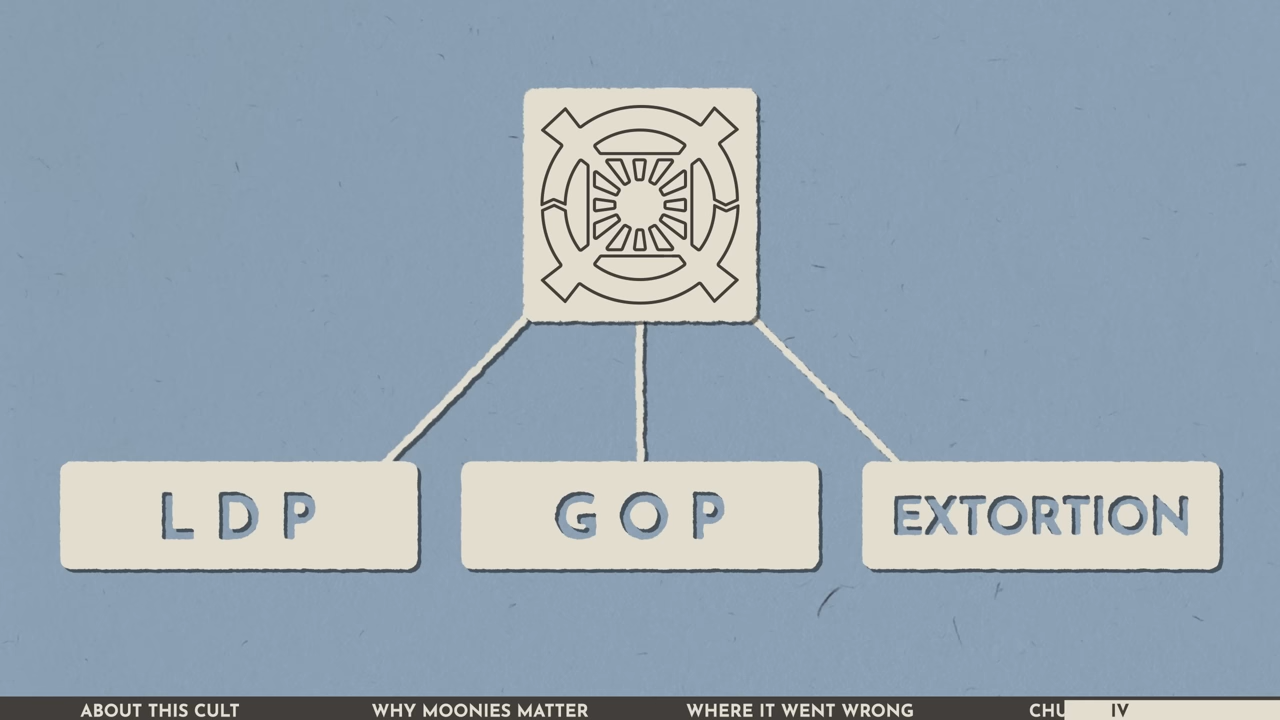 LDP
GOP
EXTORTION
ABOUT THIS CULT
WHY MOONIES MATTER
WHERE IT WENT WRONG
CHU
IV